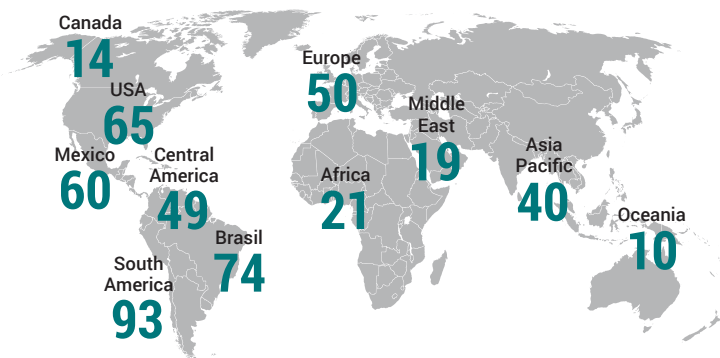 Canada
14
USA
65
Mexico
60
Central
America
49
Brasil
74
South
America
93
Europe
50
Middle
East
19
Africa
21
Asia
Pacific
40
Oceania
10